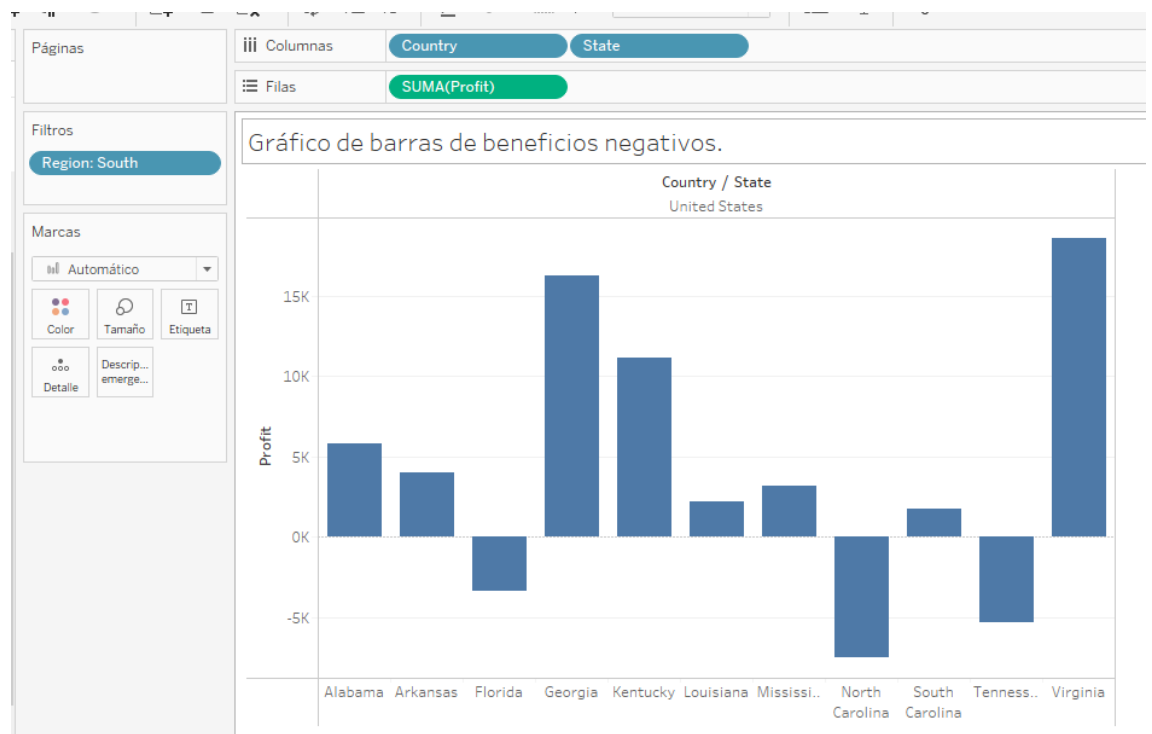 Páginas
Columnas
Country
State
Filas
SUMA(Profit)
Filtros
Region: South
Marcas
Automático
Color
Tamaño
Etiqueta
Detalle
Descrip...
emerge...
Gráfico de barras de beneficios negativos.
Country / State
United States
Profit
15K
10K
5K
0K
-5K
Alabama Arkansas Florida Georgia Kentucky Louisiana Mississi.. North Carolina South Carolina Tenness.. Virginia